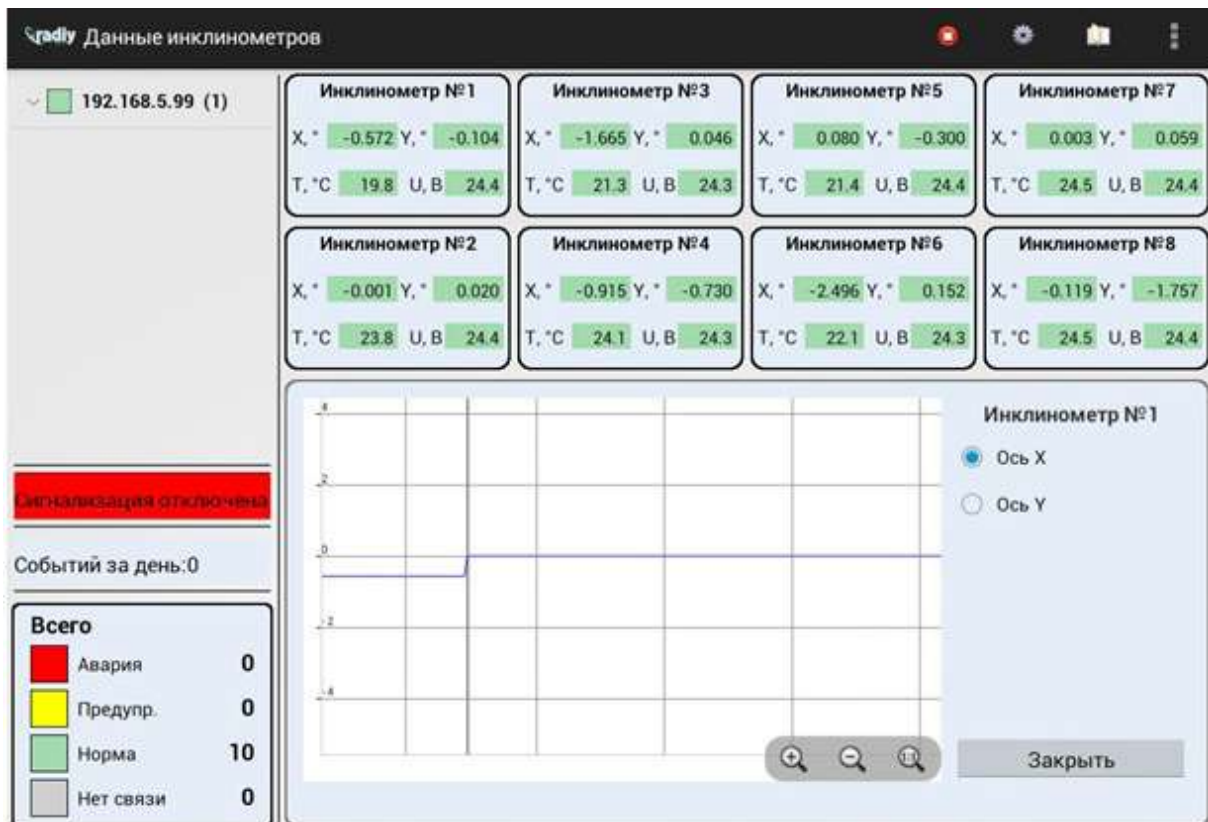 radiy Данные инклинометров
192.168.5.99 (1)
Сигнализация отключена
Событий за день:0
Всего
Авария 0
Предупр. 0
Норма 10
Нет связи 0
Инклинометр №1
X, ° -0.572 Y, ° -0.104
T, °C 19.8 U, В 24.4
Инклинометр №3
X, ° -1.665 Y, ° 0.046
T, °C 21.3 U, В 24.3
Инклинометр №5
X, ° 0.080 Y, ° -0.300
T, °C 21.4 U, В 24.4
Инклинометр №7
X, ° 0.003 Y, ° 0.059
T, °C 24.5 U, В 24.4
Инклинометр №2
X, ° -0.001 Y, ° 0.020
T, °C 23.8 U, В 24.4
Инклинометр №4
X, ° -0.915 Y, ° -0.730
T, °C 24.1 U, В 24.3
Инклинометр №6
X, ° -2.496 Y, ° 0.152
T, °C 22.1 U, В 24.3
Инклинометр №8
X, ° -0.119 Y, ° -1.757
T, °C 24.5 U, В 24.4
4
2
0
-2
-4
Инклинометр №1
Ось X
Ось Y
Закрыть